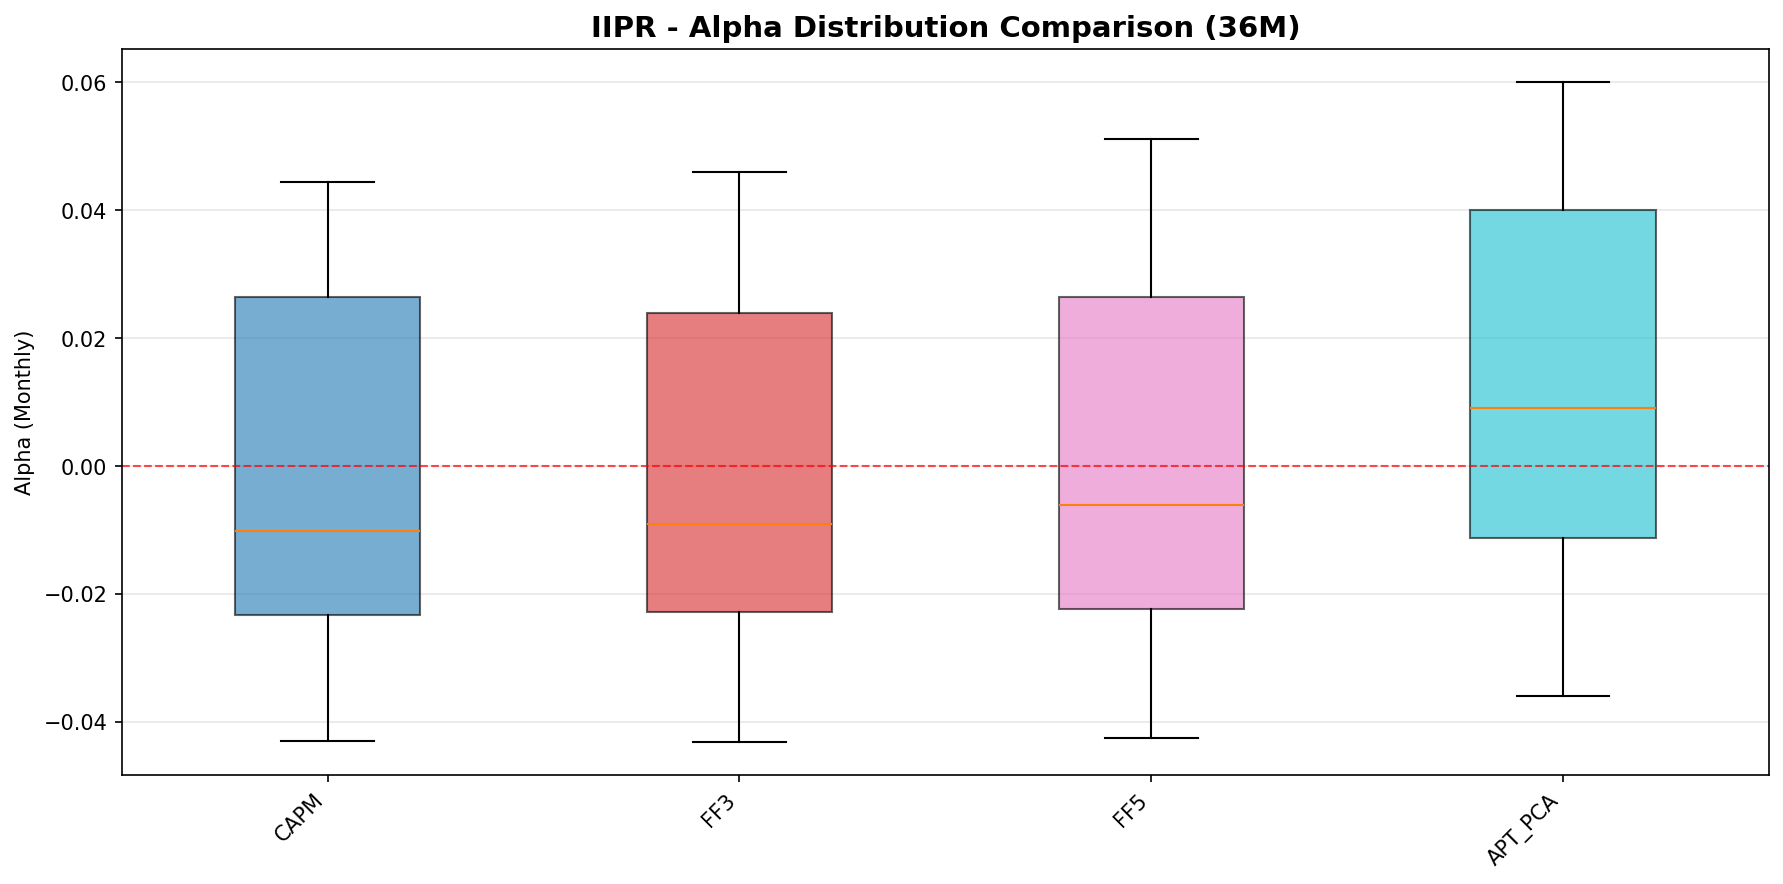 IIPR - Alpha Distribution Comparison (36M)
Alpha (Monthly)
0.06
0.04
0.02
0.00
−0.02
−0.04
CAPM
FF3
FF5
APT_PCA